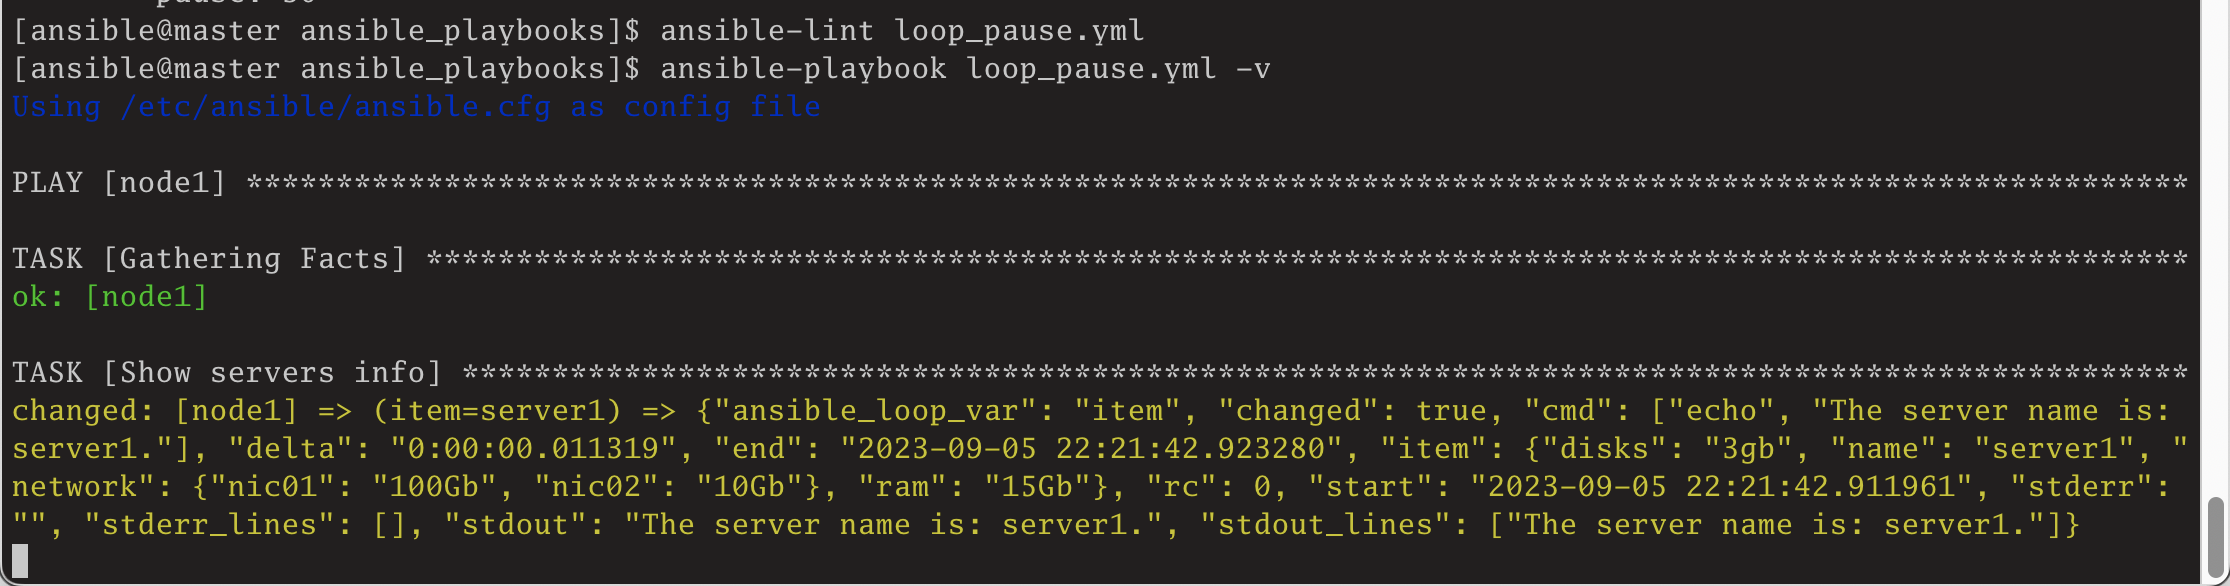 [ansible@master ansible_playbooks]$ ansible-lint loop_pause.yml
[ansible@master ansible_playbooks]$ ansible-playbook loop_pause.yml -v
Using /etc/ansible/ansible.cfg as config file
PLAY [node1] ************************************************************************************************************
TASK [Gathering Facts] **************************************************************************************************
ok: [node1]
TASK [Show servers info] ************************************************************************************************
changed: [node1] => (item=server1) => {"ansible_loop_var": "item", "changed": true, "cmd": ["echo", "The server name is:
server1."], "delta": "0:00:00.011319", "end": "2023-09-05 22:21:42.923280", "item": {"disks": "3gb", "name": "server1", "
network": {"nic01": "100Gb", "nic02": "10Gb"}, "ram": "15Gb"}, "rc": 0, "start": "2023-09-05 22:21:42.911961", "stderr":
"", "stderr_lines": [], "stdout": "The server name is: server1.", "stdout_lines": ["The server name is: server1."]}